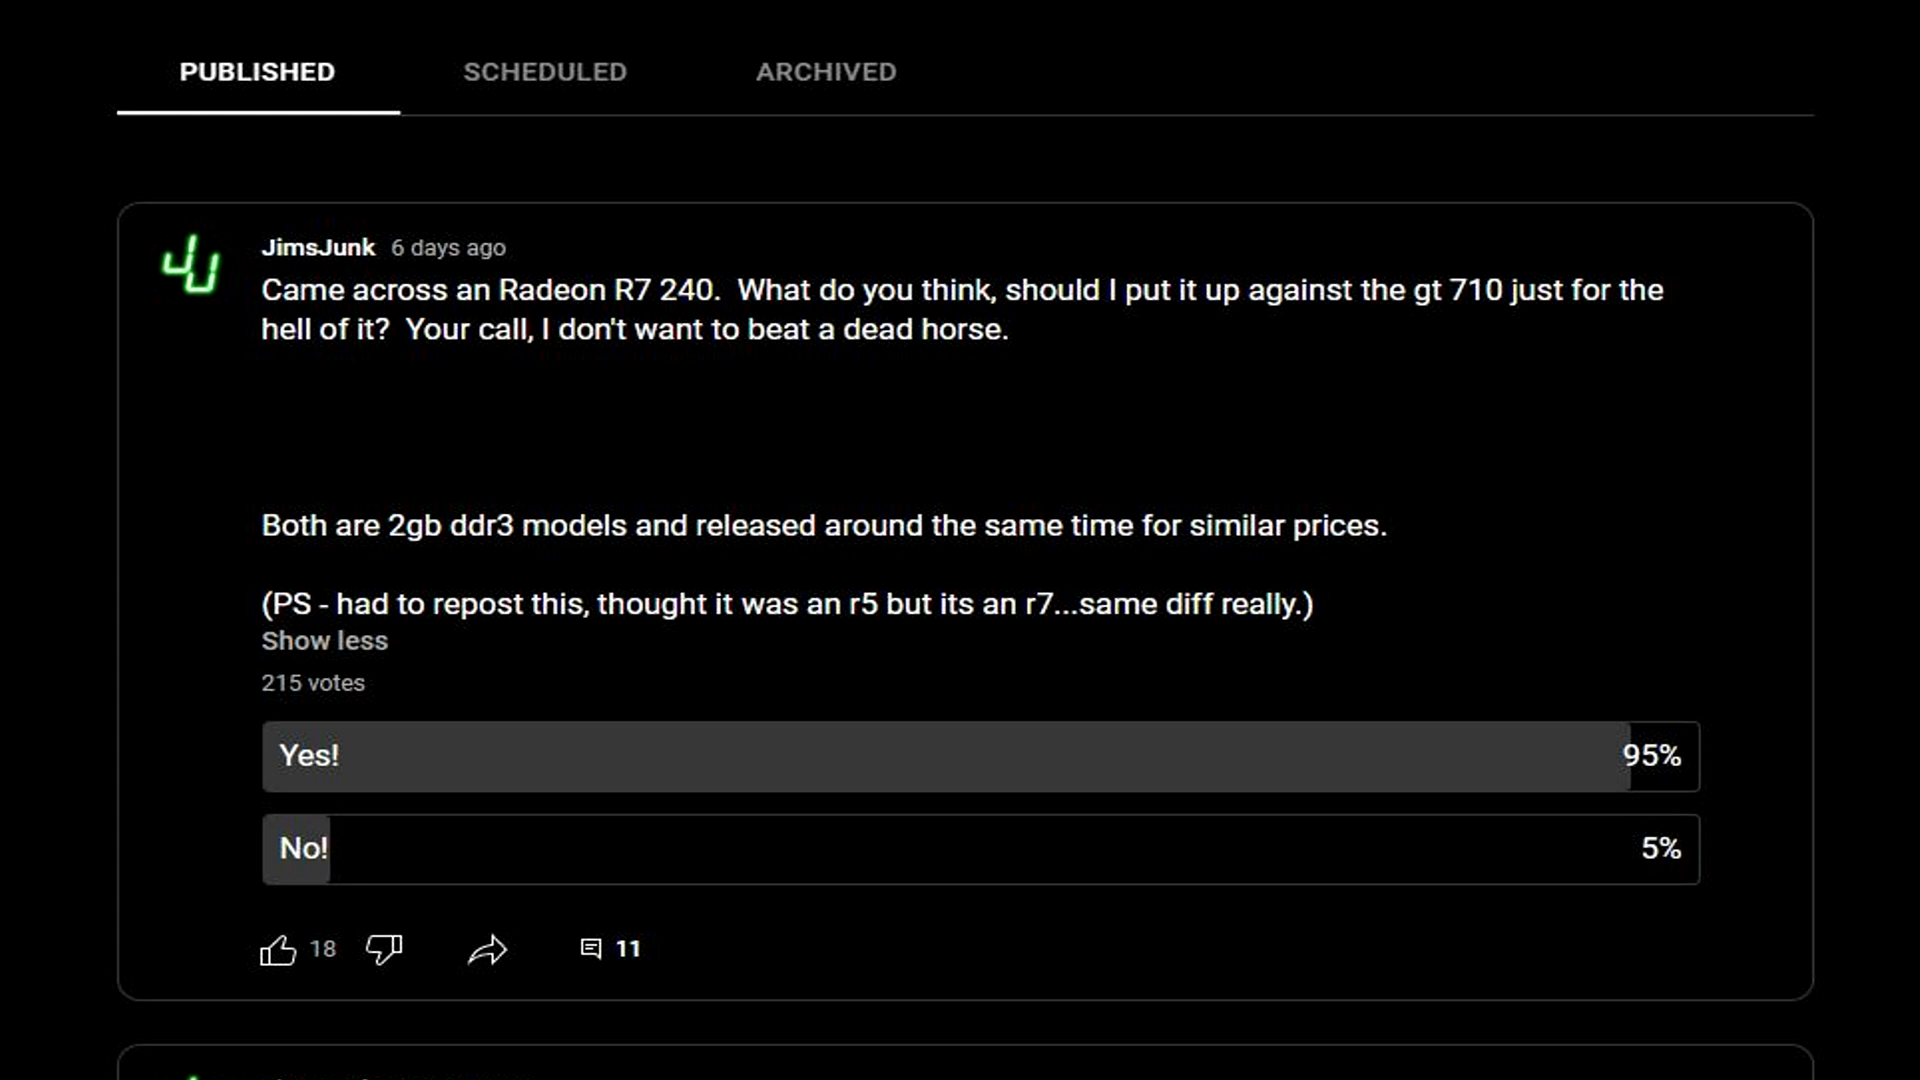 PUBLISHED SCHEDULED ARCHIVED
JimsJunk 6 days ago
Came across an Radeon R7 240.  What do you think, should I put it up against the gt 710 just for the
hell of it?  Your call, I don't want to beat a dead horse.
Both are 2gb ddr3 models and released around the same time for similar prices.
(PS - had to repost this, thought it was an r5 but its an r7...same diff really.)
Show less
215 votes
Yes! 95%
No! 5%
18 11